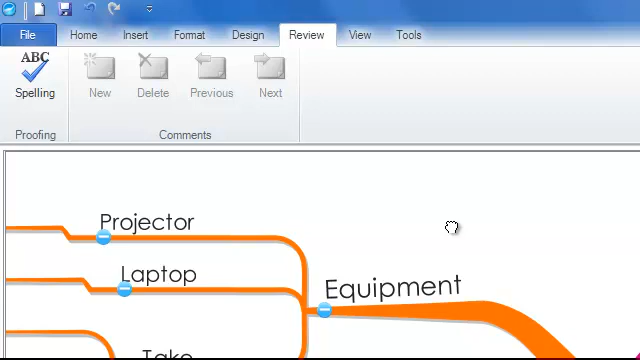 File Home Insert Format Design Review View Tools
ABC
Spelling New Delete Previous Next
Proofing Comments
Projector
Laptop
Equipment
Take